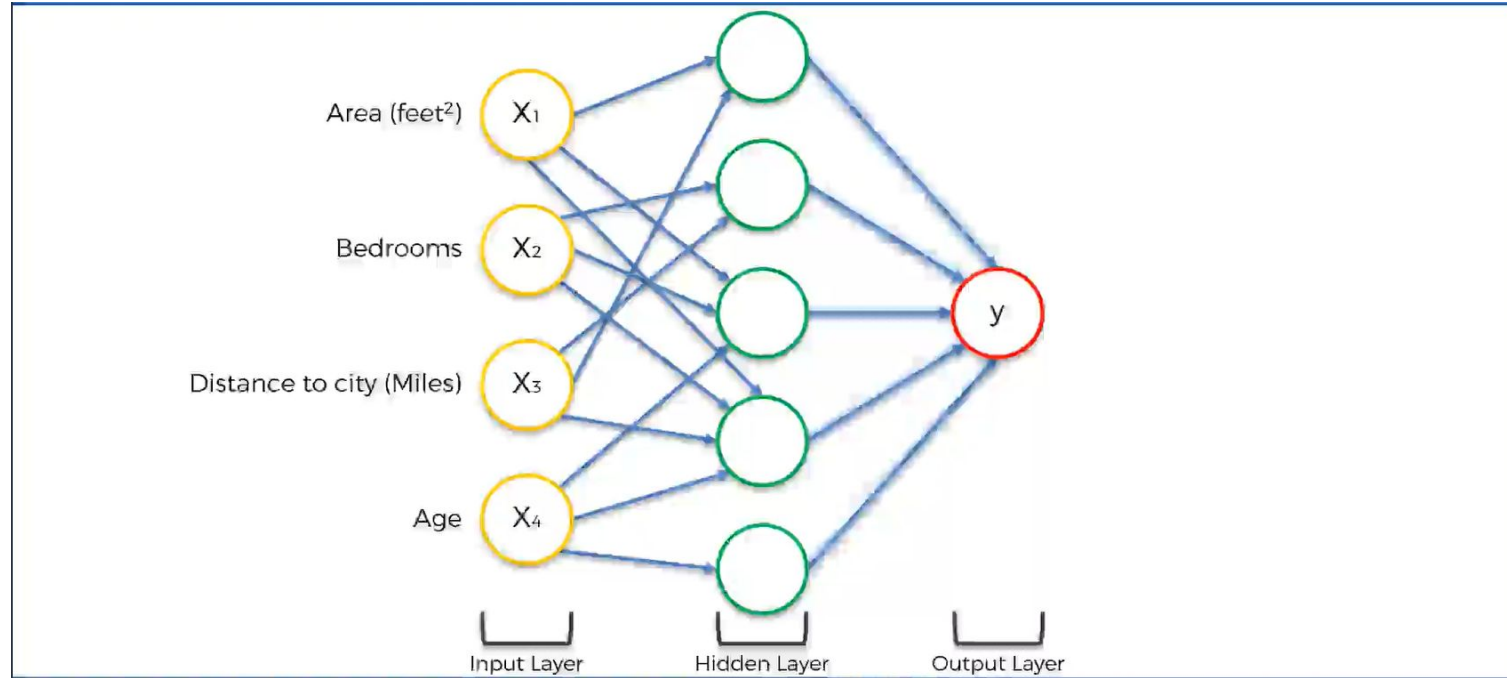 Area (feet²)
X₁
Bedrooms
X₂
Distance to city (Miles)
X₃
Age
X₄
y
Input Layer
Hidden Layer
Output Layer